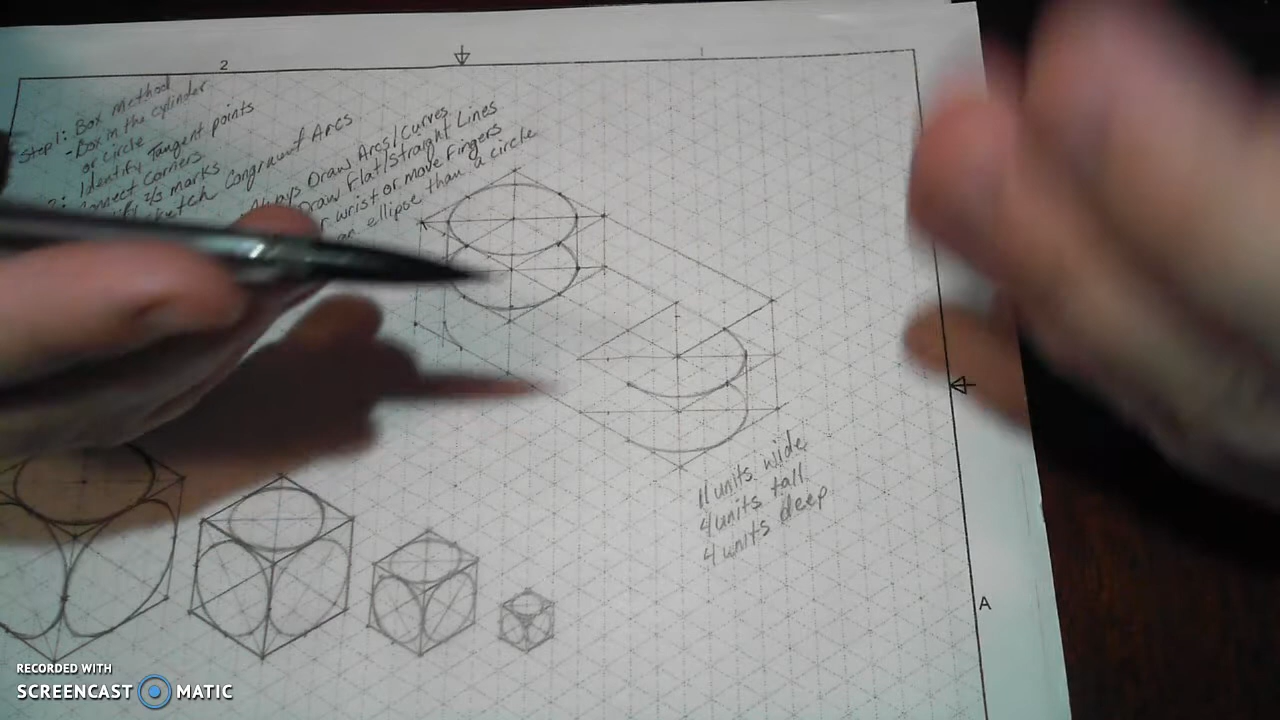 2
1
Step 1: Box Method
- Box in the cylinder
or circle
Identify Tangent points
Connect Corners
2/3 marks
Sketch Congruent Arcs
Always Draw Arcs/Curves
Draw Flat/Straight Lines
wrist or move Fingers
an ellipse than a circle
11 units wide
4 units tall
4 units deep
A
RECORDED WITH
SCREENCAST MATIC